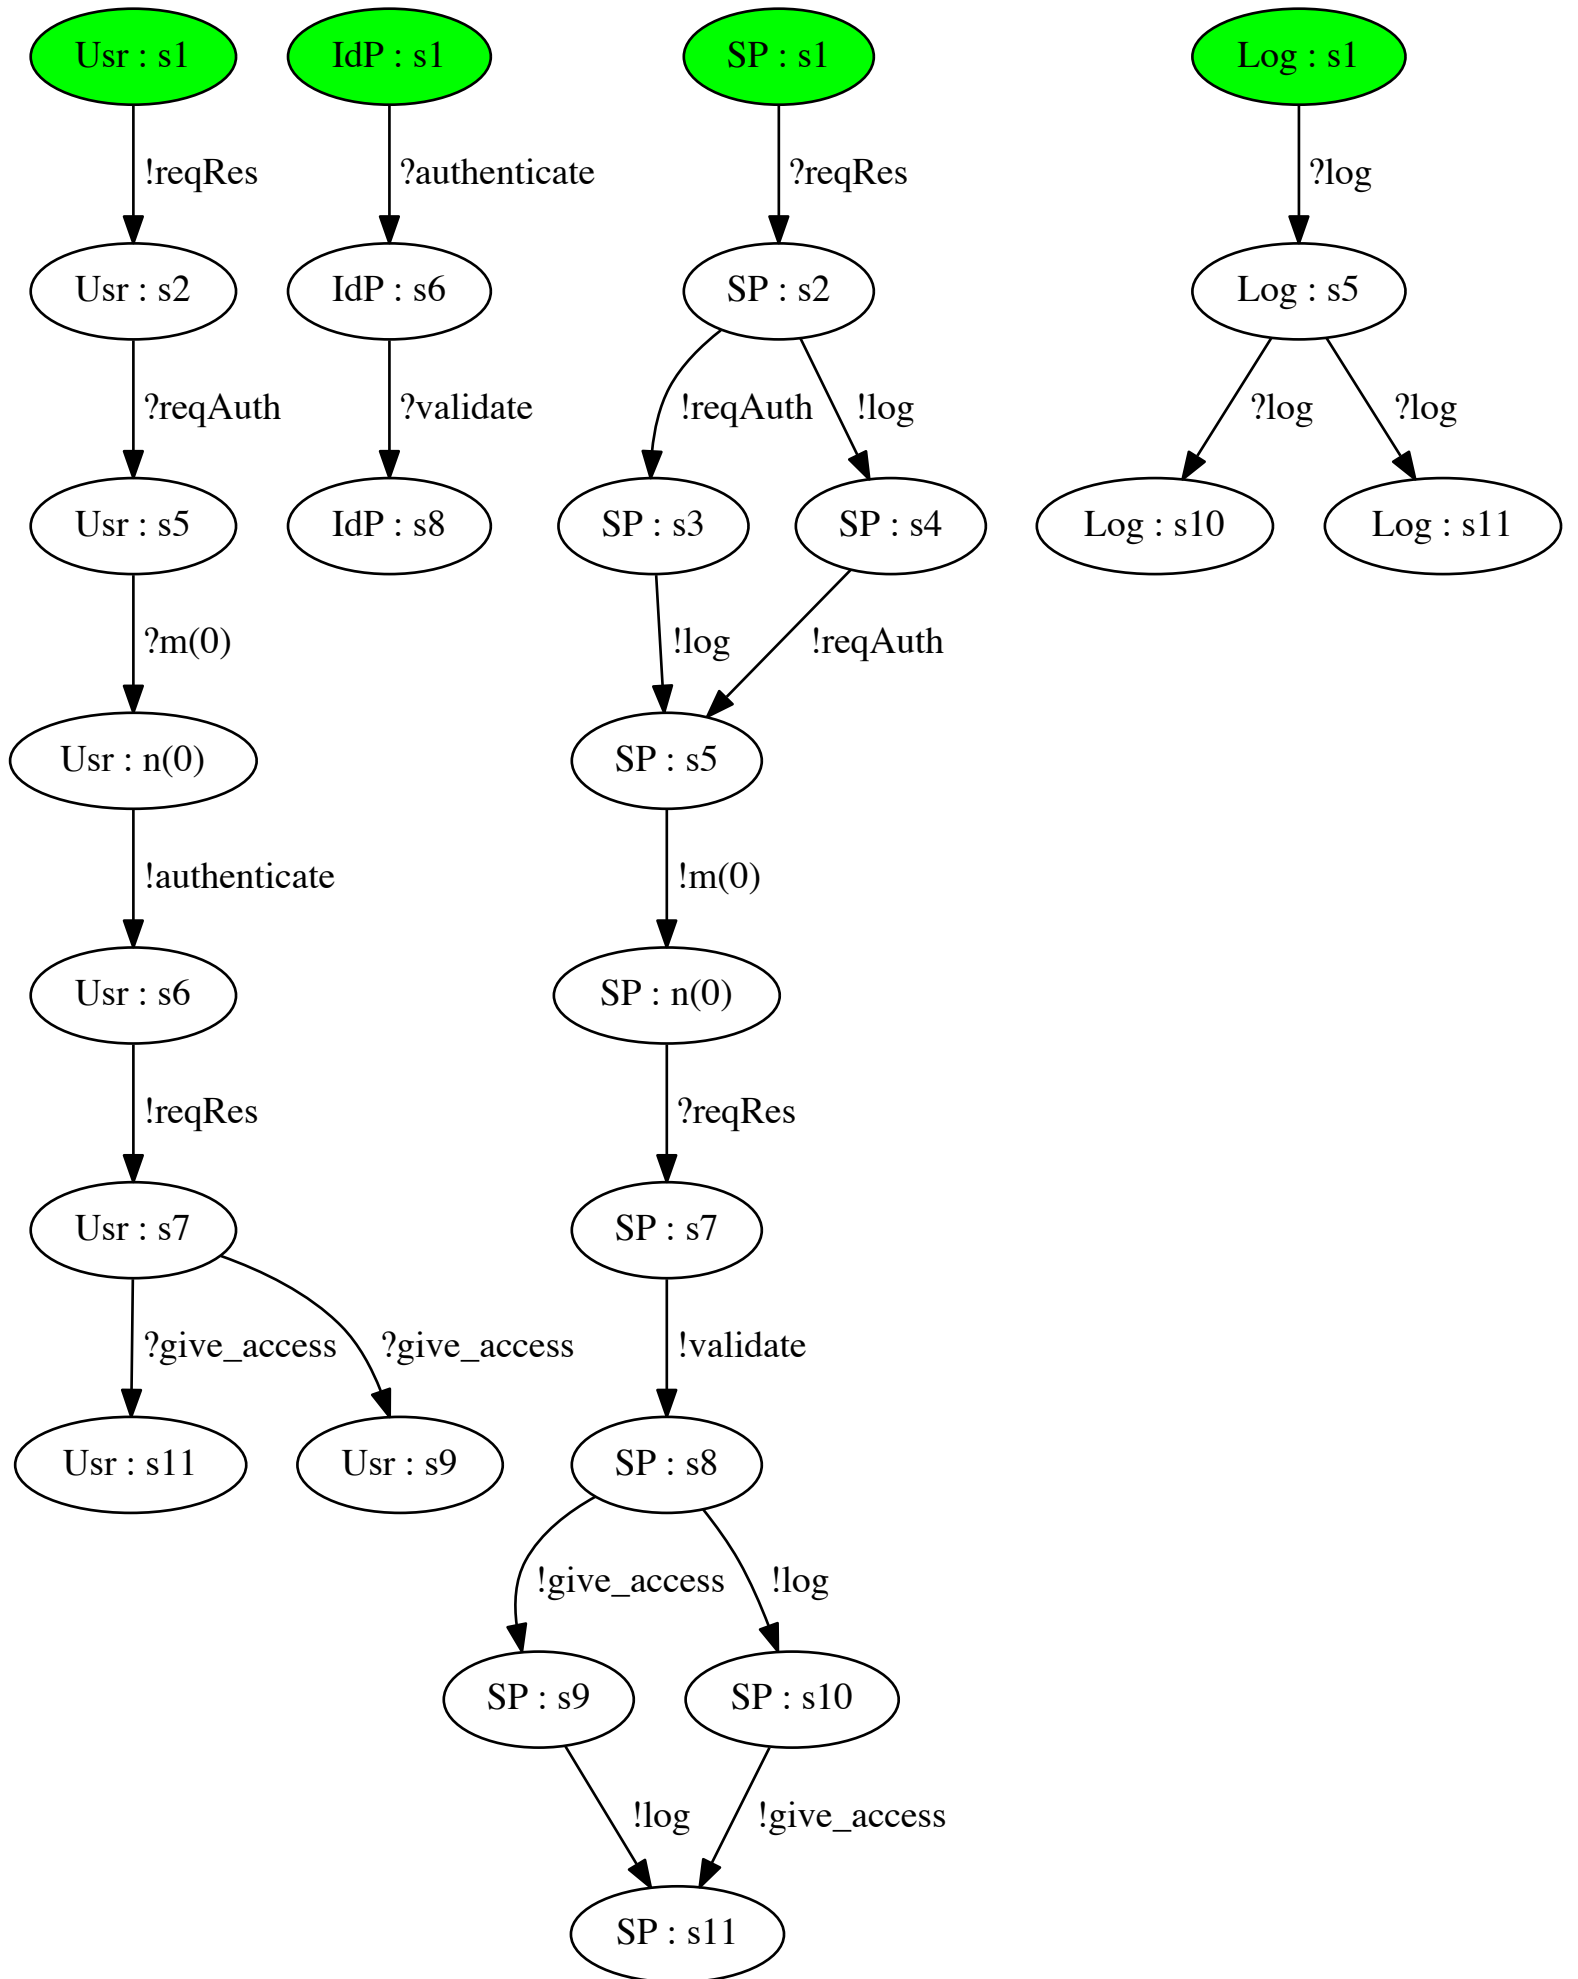 Usr : s1
IdP : s1
SP : s1
Log : s1
!reqRes
?authenticate
?reqRes
?log
Usr : s2
IdP : s6
SP : s2
Log : s5
?reqAuth
?validate
!reqAuth
!log
?log
?log
Usr : s5
IdP : s8
SP : s3
SP : s4
Log : s10
Log : s11
?m(0)
!log
!reqAuth
Usr : n(0)
SP : s5
!authenticate
!m(0)
Usr : s6
SP : n(0)
!reqRes
?reqRes
Usr : s7
SP : s7
?give_access
?give_access
!validate
Usr : s11
Usr : s9
SP : s8
!give_access
!log
SP : s9
SP : s10
!log
!give_access
SP : s11